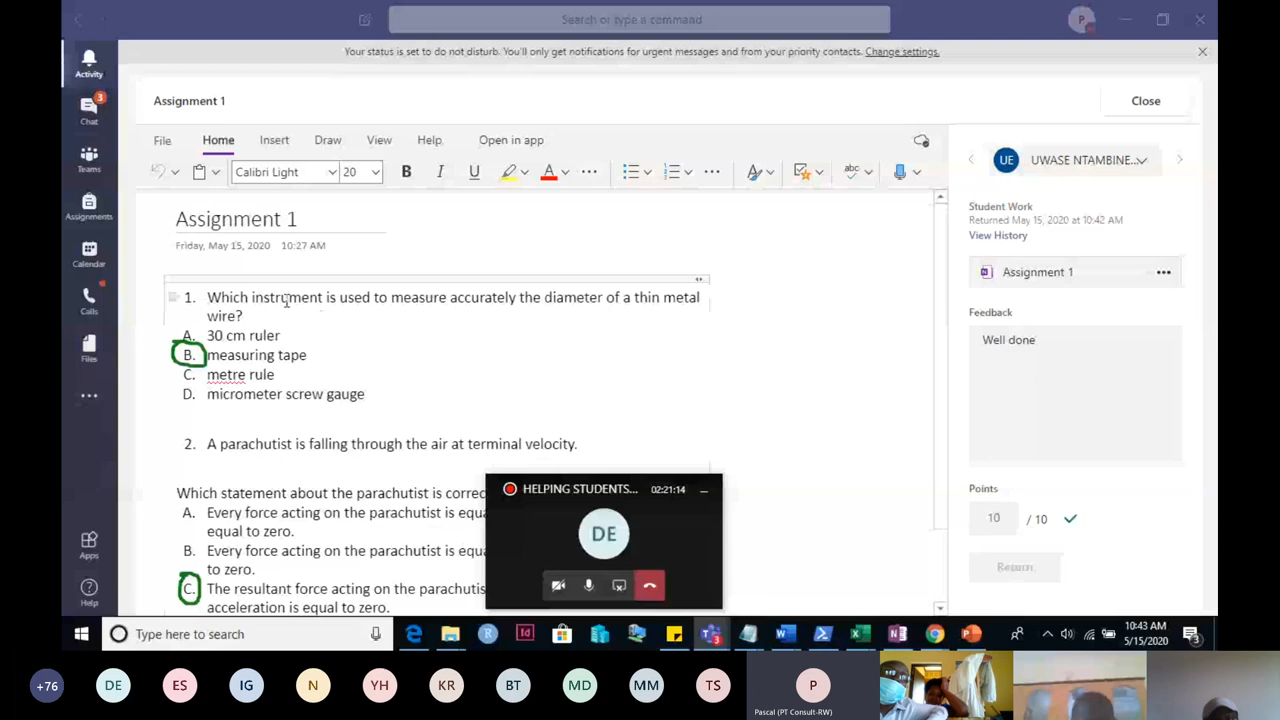 Search or type a command
P
Your status is set to do not disturb. You'll only get notifications for urgent messages and from your priority contacts. Change settings.
Activity
3
Chat
Teams
Assignments
Calendar
Calls
Files
Apps
Help
Assignment 1
Close
File Home Insert Draw View Help Open in app
Calibri Light 20 B I U A abc
UE UWASE NTAMBINE...
Student Work
Returned May 15, 2020 at 10:42 AM
View History
Assignment 1
Feedback
Well done
Points
10 / 10
Return
Assignment 1
Friday, May 15, 2020 10:27 AM
1. Which instrument is used to measure accurately the diameter of a thin metal
wire?
A. 30 cm ruler
B. measuring tape
C. metre rule
D. micrometer screw gauge
2. A parachutist is falling through the air at terminal velocity.
Which statement about the parachutist is correc
A. Every force acting on the parachutist is equa
equal to zero.
B. Every force acting on the parachutist is equa
to zero.
C. The resultant force acting on the parachutis
acceleration is equal to zero.
HELPING STUDENTS... 02:21:14
DE
Type here to search
R Id 3
10:43 AM
5/15/2020
3
+76 DE ES IG N YH KR BT MD MM TS P
Pascal (PT Consult-RW)